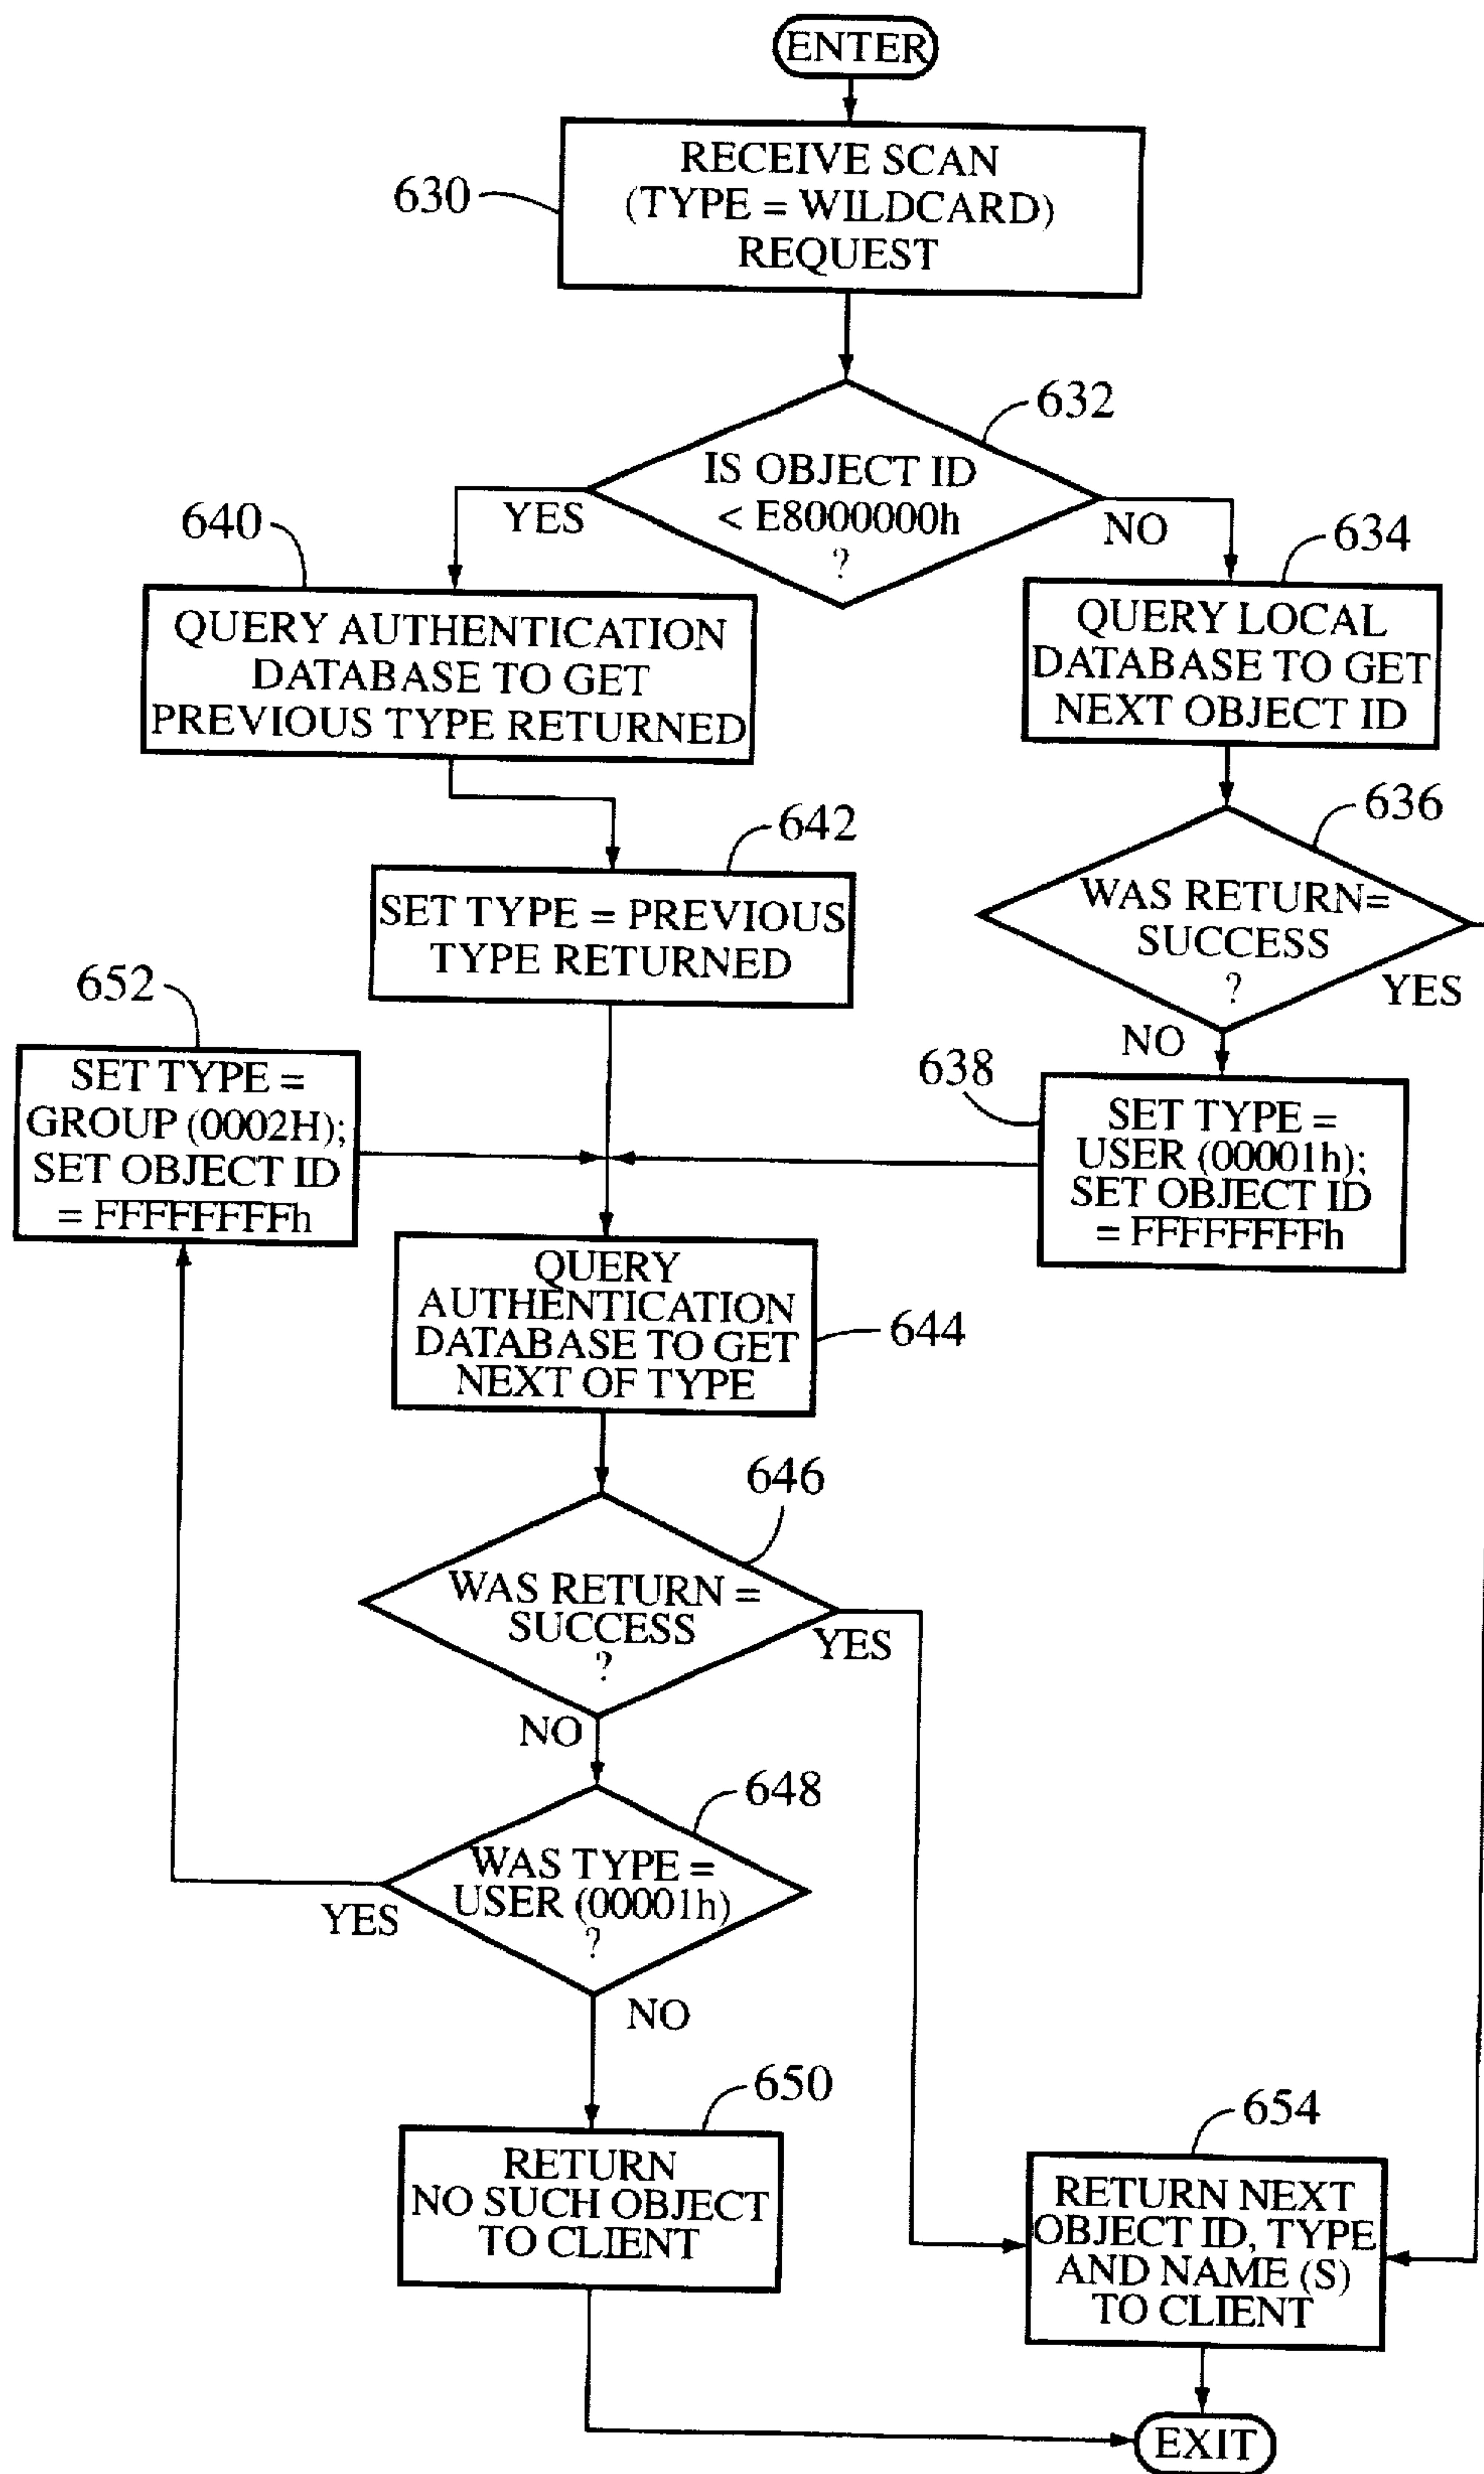 ENTER
RECEIVE SCAN
(TYPE = WILDCARD)
REQUEST
630
632
IS OBJECT ID
< E8000000h
?
YES
NO
640
634
QUERY AUTHENTICATION
DATABASE TO GET
PREVIOUS TYPE RETURNED
QUERY LOCAL
DATABASE TO GET
NEXT OBJECT ID
642
636
SET TYPE = PREVIOUS
TYPE RETURNED
WAS RETURN=
SUCCESS
?
YES
NO
652
638
SET TYPE =
GROUP (0002H);
SET OBJECT ID
= FFFFFFFFh
SET TYPE =
USER (00001h);
SET OBJECT ID
= FFFFFFFFh
QUERY
AUTHENTICATION
DATABASE TO GET
NEXT OF TYPE
644
646
WAS RETURN =
SUCCESS
?
YES
NO
648
WAS TYPE =
USER (00001h)
?
YES
NO
650
654
RETURN
NO SUCH OBJECT
TO CLIENT
RETURN NEXT
OBJECT ID, TYPE
AND NAME (S)
TO CLIENT
EXIT